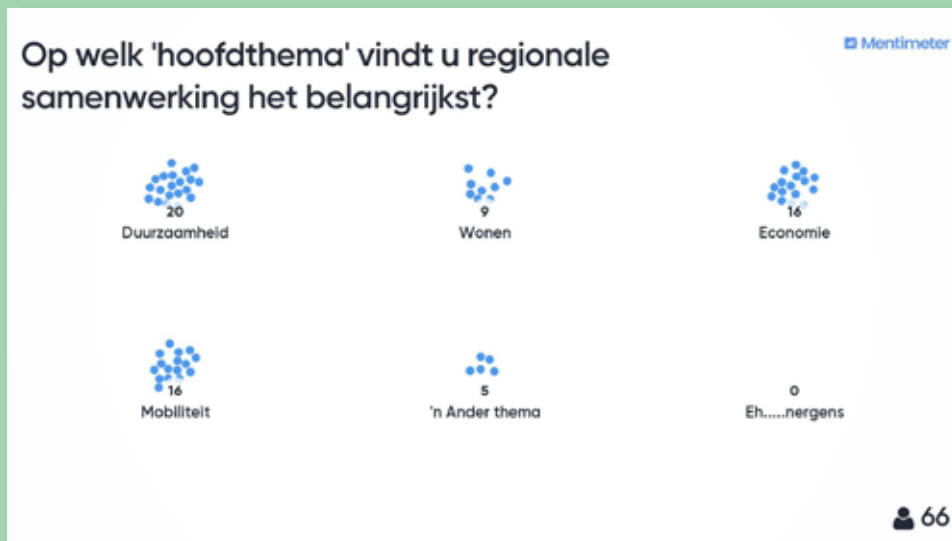 Op welk 'hoofdthema' vindt u regionale
samenwerking het belangrijkst?
Mentimeter
20
Duurzaamheid
9
Wonen
16
Economie
16
Mobiliteit
5
'n Ander thema
0
Eh.....nergens
66